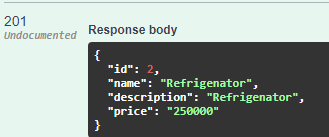 201
Undocumented
Response body
{
  "id": 2,
  "name": "Refrigenator",
  "description": "Refrigenator",
  "price": "250000"
}